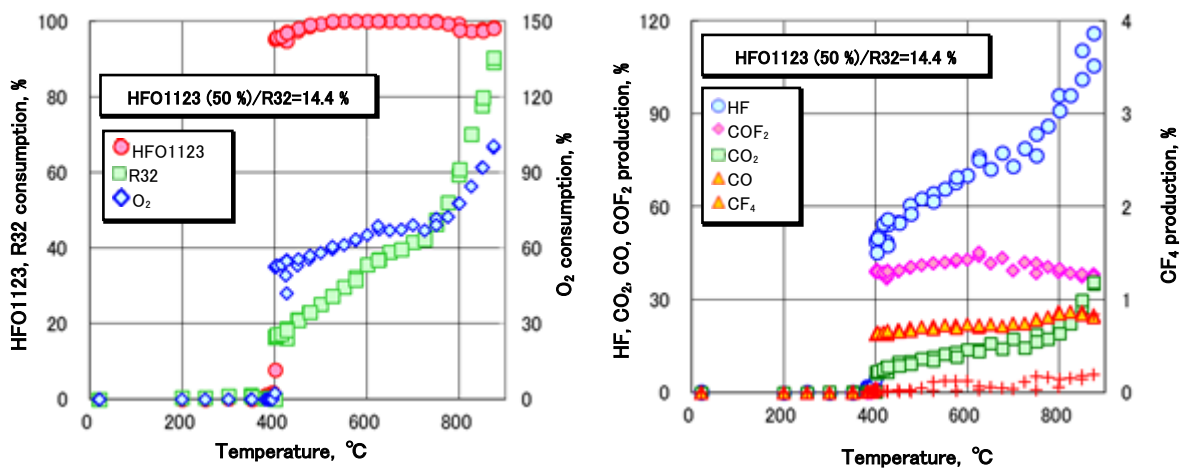 HFO1123, R32 consumption, %
100
80
60
40
20
0
HFO1123 (50 %)/R32=14.4 %
HFO1123
R32
O₂
150
120
90
60
30
0
O₂ consumption, %
0
200
400
600
800
Temperature, ℃
HF, CO₂, CO, COF₂ production, %
120
90
60
30
0
HFO1123 (50 %)/R32=14.4 %
HF
COF₂
CO₂
CO
CF₄
4
3
2
1
0
CF₄ production, %
0
200
400
600
800
Temperature, ℃